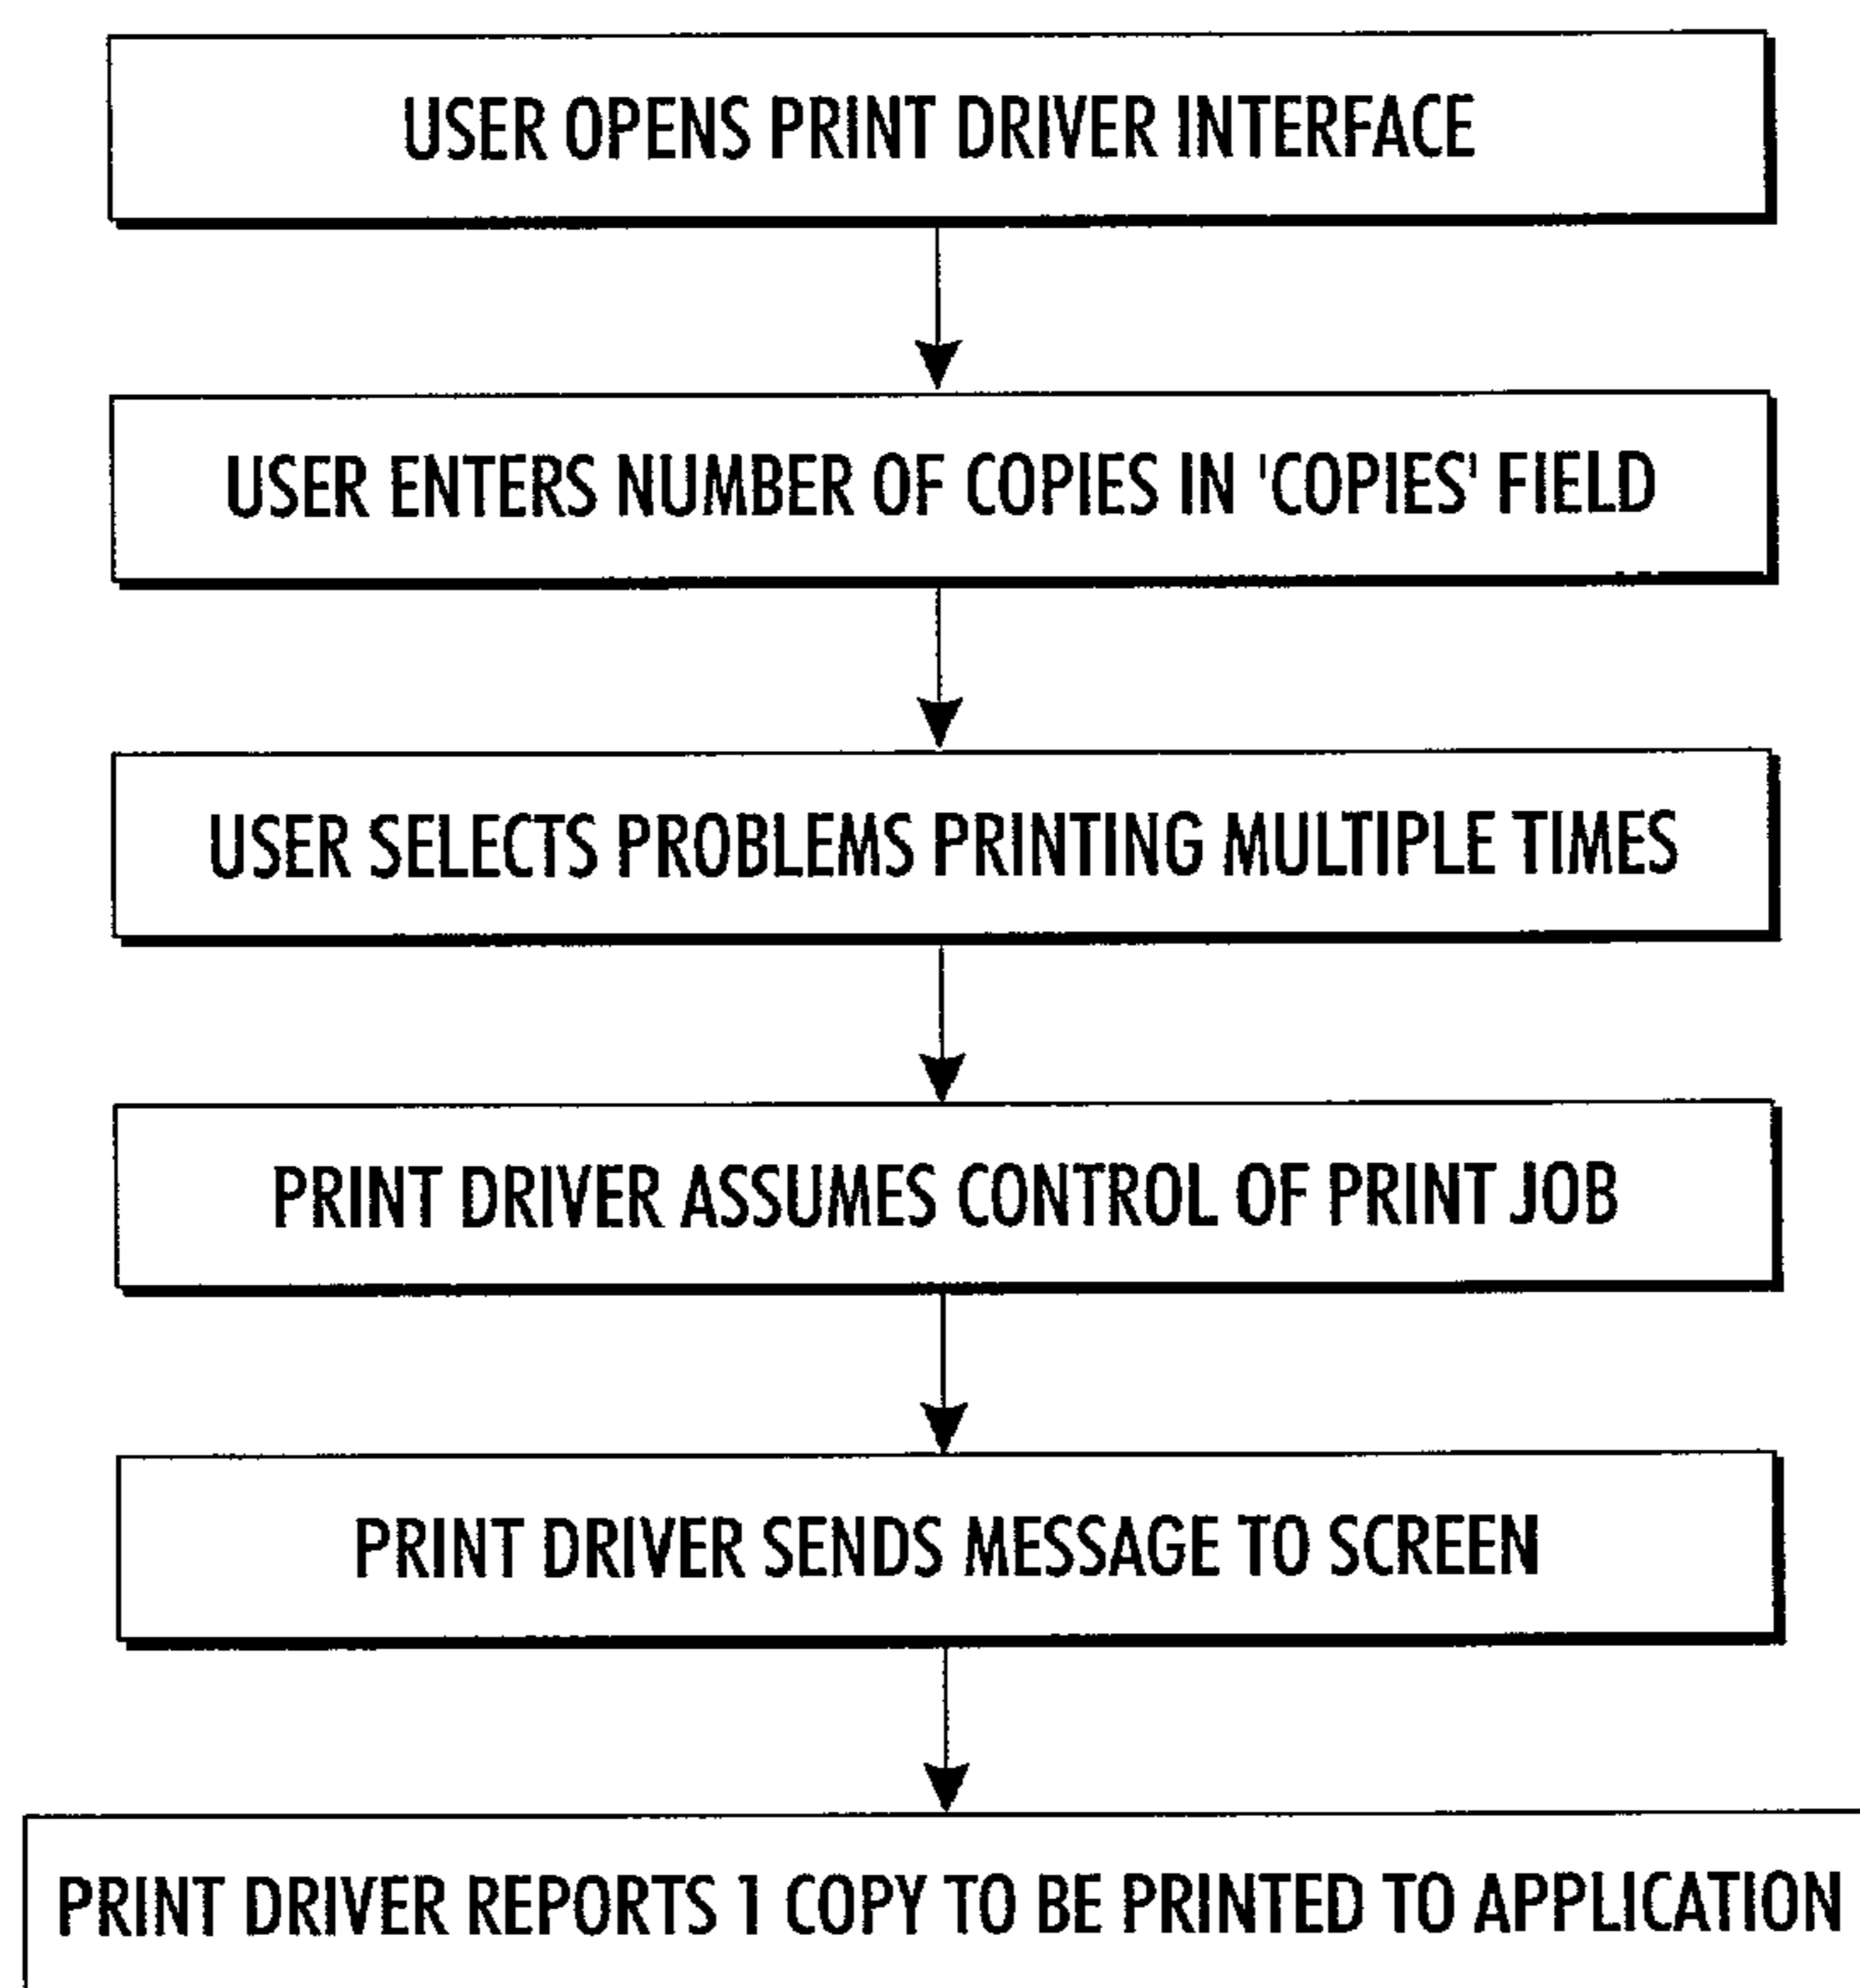 USER OPENS PRINT DRIVER INTERFACE
USER ENTERS NUMBER OF COPIES IN 'COPIES' FIELD
USER SELECTS PROBLEMS PRINTING MULTIPLE TIMES
PRINT DRIVER ASSUMES CONTROL OF PRINT JOB
PRINT DRIVER SENDS MESSAGE TO SCREEN
PRINT DRIVER REPORTS 1 COPY TO BE PRINTED TO APPLICATION